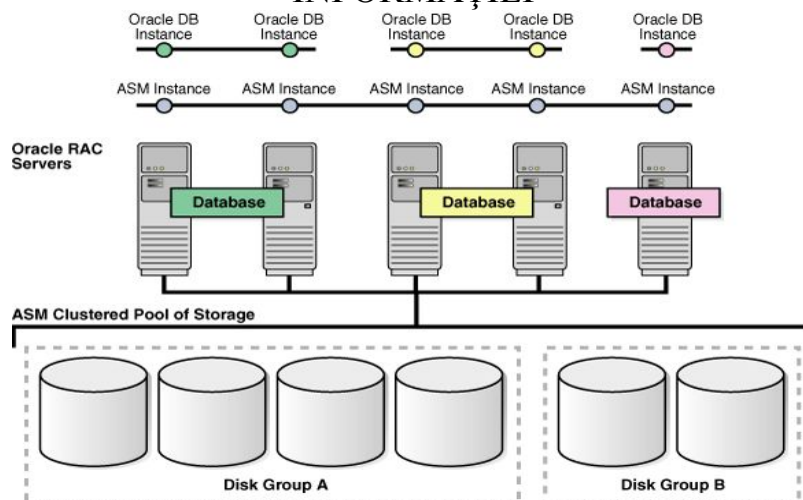 INFORMAȚIEI
Oracle DB Instance
Oracle DB Instance
Oracle DB Instance
Oracle DB Instance
Oracle DB Instance
ASM Instance
ASM Instance
ASM Instance
ASM Instance
ASM Instance
Oracle RAC
Servers
Database
Database
Database
ASM Clustered Pool of Storage
Disk Group A
Disk Group B